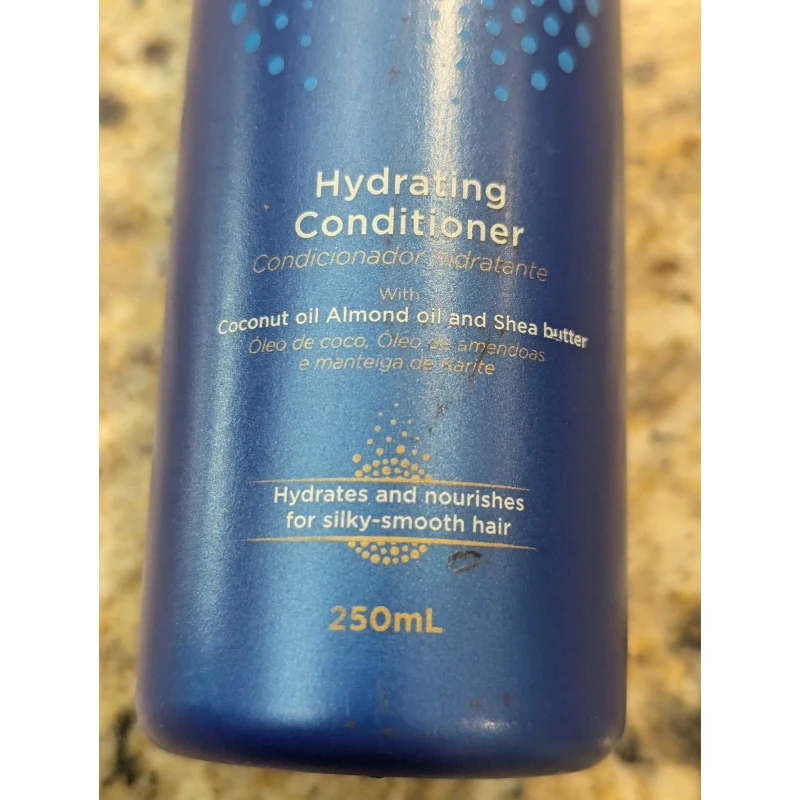 Hydrating
Conditioner
Condicionador hidratante
With
Coconut oil Almond oil and Shea butter
Óleo de coco, Óleo de amendoas
e manteiga de Karite
Hydrates and nourishes
for silky-smooth hair
250mL